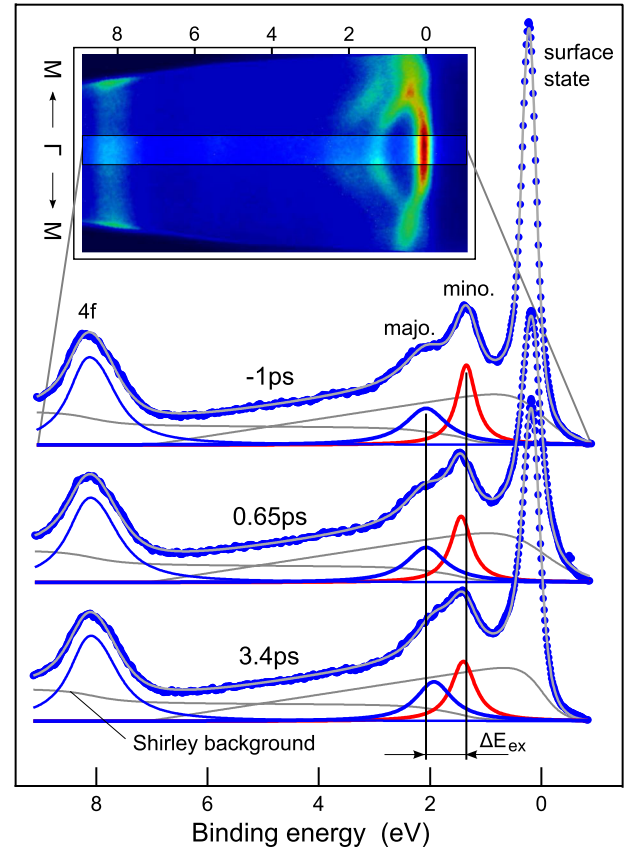 8 6 4 2 0
surface
state
M ← Γ → M
mino.
4f
majo.
-1ps
0.65ps
3.4ps
Shirley background
ΔEex
8 6 4 2 0
Binding energy (eV)